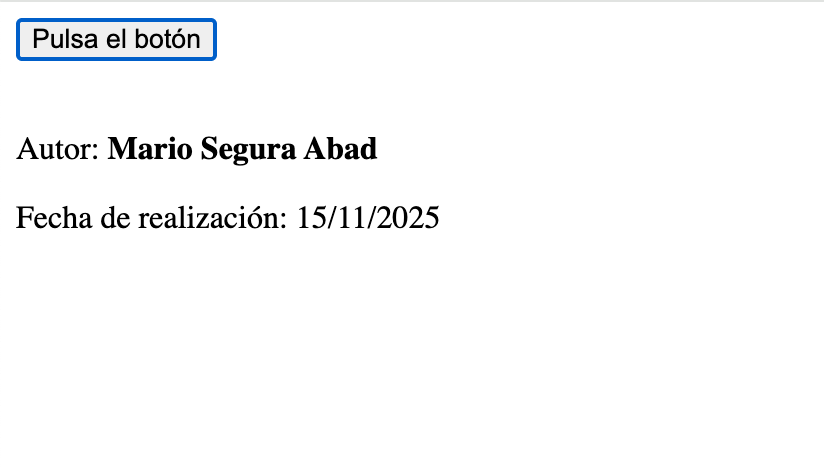 Pulsa el botón
Autor: Mario Segura Abad
Fecha de realización: 15/11/2025